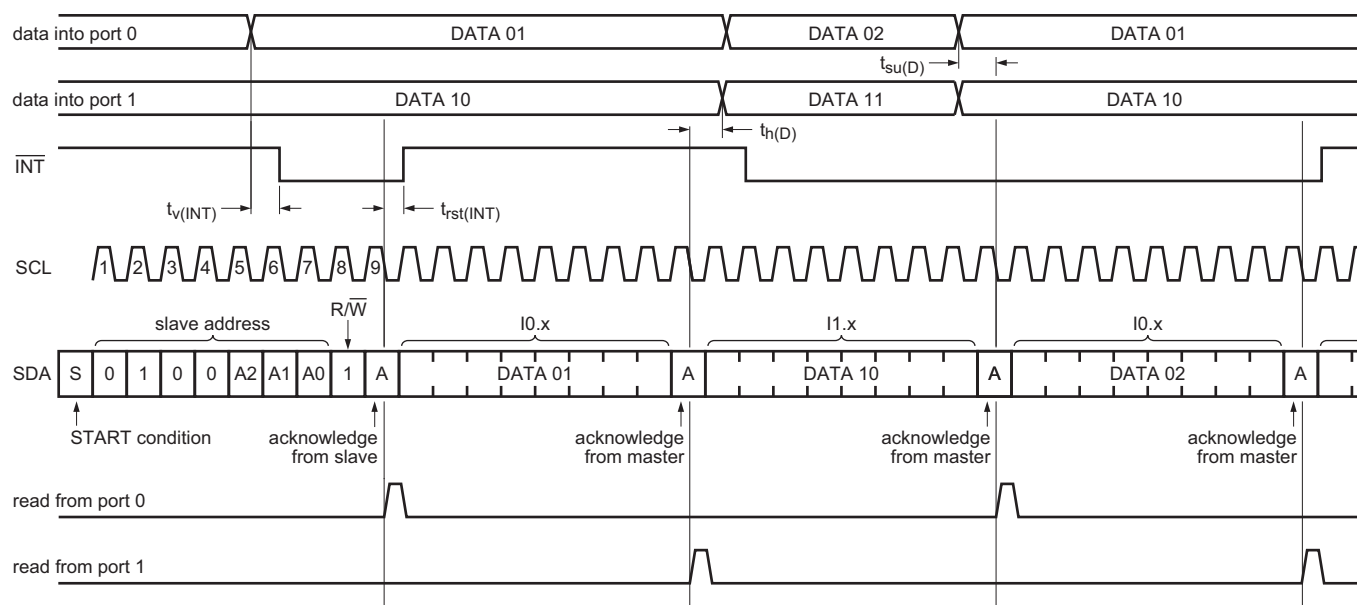 data into port 0
DATA 01
DATA 02
DATA 01
tsu(D)
data into port 1
DATA 10
DATA 11
DATA 10
th(D)
INT
tv(INT)
trst(INT)
SCL
1 2 3 4 5 6 7 8 9
R/W
slave address
I0.x
I1.x
I0.x
SDA S 0 1 0 0 A2 A1 A0 1 A DATA 01 A DATA 10 A DATA 02 A
START condition
acknowledge
from slave
acknowledge
from master
acknowledge
from master
acknowledge
from master
read from port 0
read from port 1